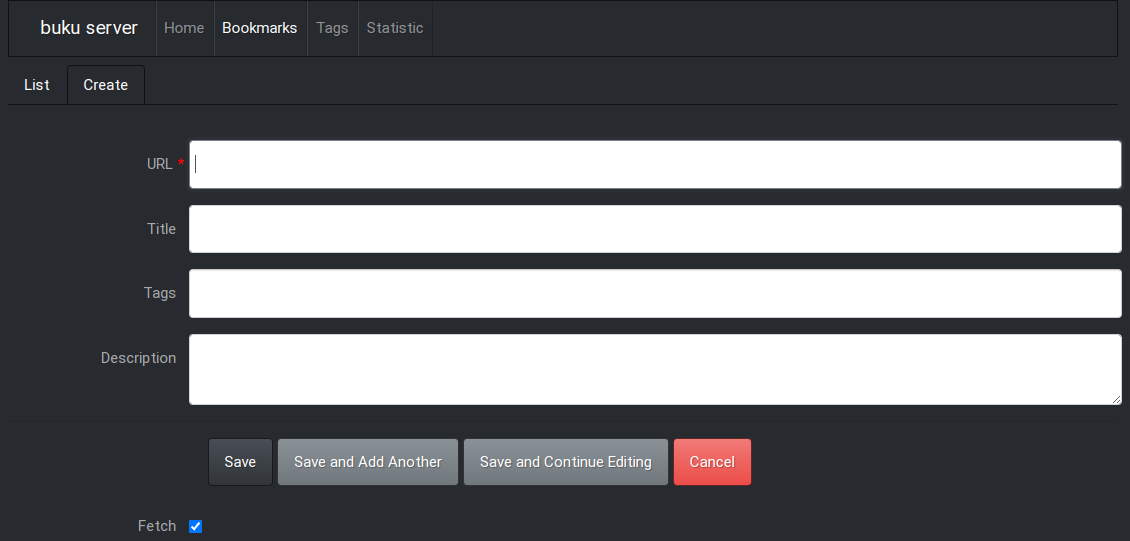 buku server Home Bookmarks Tags Statistic
List Create
URL *
Title
Tags
Description
Save Save and Add Another Save and Continue Editing Cancel
Fetch